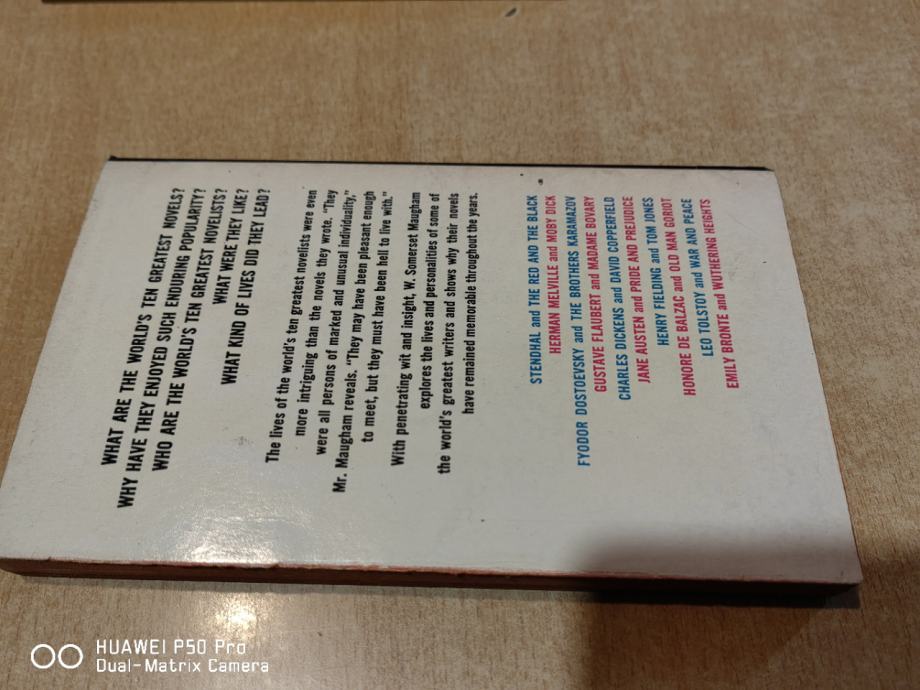 WHAT ARE THE WORLD'S TEN GREATEST NOVELS?
WHY HAVE THEY ENJOYED SUCH ENDURING POPULARITY?
WHO ARE THE WORLD'S TEN GREATEST NOVELISTS?
WHAT WERE THEY LIKE?
WHAT KIND OF LIVES DID THEY LEAD?
The lives of the world's ten greatest novelists were even
more intriguing than the novels they wrote. "They
were all persons of marked and unusual individuality,"
Mr. Maugham reveals. "They may have been pleasant enough
to meet, but they must have been hell to live with."
With penetrating wit and insight, W. Somerset Maugham
explores the lives and personalities of some of
the world's greatest writers and shows why their novels
have remained memorable throughout the years.
STENDHAL and THE RED AND THE BLACK
HERMAN MELVILLE and MOBY DICK
FYODOR DOSTOEVSKY and THE BROTHERS KARAMAZOV
GUSTAVE FLAUBERT and MADAME BOVARY
CHARLES DICKENS and DAVID COPPERFIELD
JANE AUSTEN and PRIDE AND PREJUDICE
HENRY FIELDING and TOM JONES
HONORE DE BALZAC and OLD MAN GORIOT
LEO TOLSTOY and WAR AND PEACE
EMILY BRONTE and WUTHERING HEIGHTS
HUAWEI P50 Pro
Dual-Matrix Camera